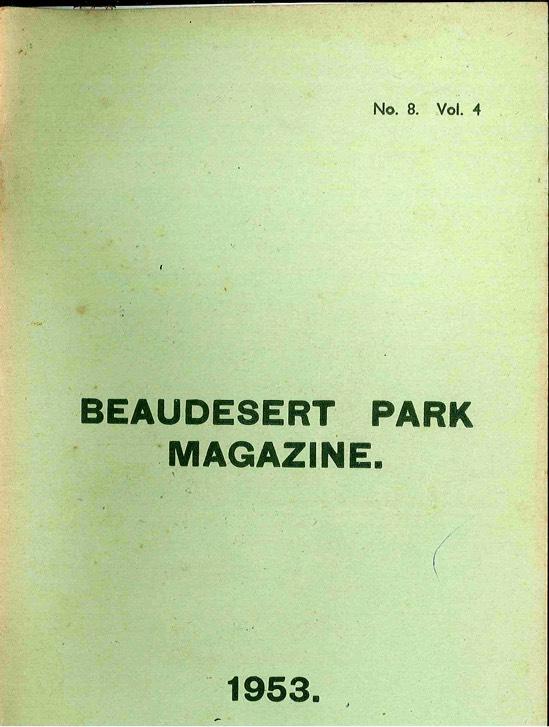 No. 8. Vol. 4
BEAUDESERT PARK
MAGAZINE.
1953.